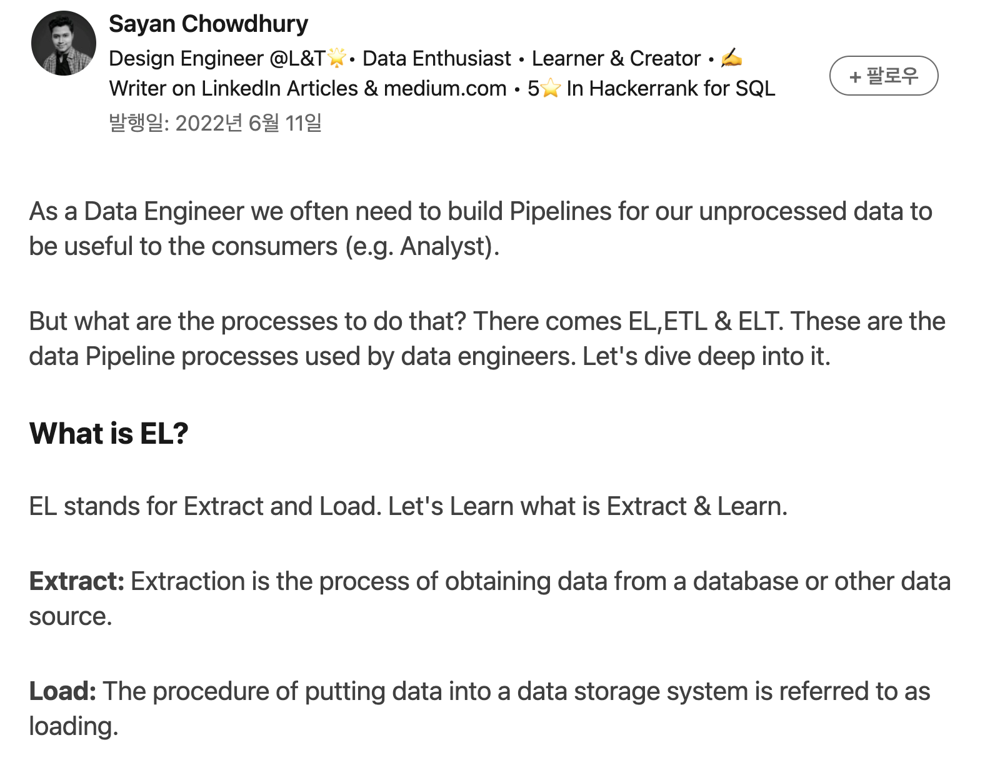 Sayan Chowdhury
Design Engineer @L&T🌟• Data Enthusiast • Learner & Creator • ✍️
Writer on LinkedIn Articles & medium.com • 5⭐ In Hackerrank for SQL
+ 팔로우
발행일: 2022년 6월 11일
As a Data Engineer we often need to build Pipelines for our unprocessed data to
be useful to the consumers (e.g. Analyst).
But what are the processes to do that? There comes EL,ETL & ELT. These are the
data Pipeline processes used by data engineers. Let's dive deep into it.
What is EL?
EL stands for Extract and Load. Let's Learn what is Extract & Learn.
Extract: Extraction is the process of obtaining data from a database or other data
source.
Load: The procedure of putting data into a data storage system is referred to as
loading.